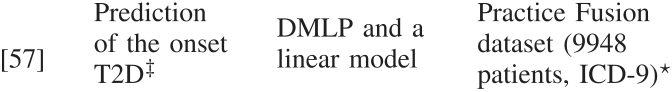 [57]
Prediction
of the onset
T2D‡
DMLP and a
linear model
Practice Fusion
dataset (9948
patients, ICD-9)⋆